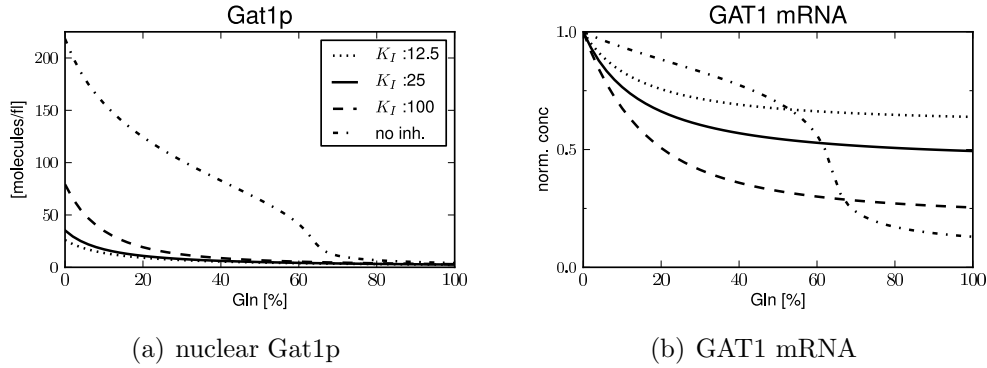 Gat1p
[molecules/fl]
200
150
100
50
0
0 20 40 60 80 100
Gln [%]
K_I :12.5
K_I :25
K_I :100
no inh.
(a) nuclear Gat1p
GAT1 mRNA
norm. conc
1.0
0.5
0.0
0 20 40 60 80 100
Gln [%]
(b) GAT1 mRNA